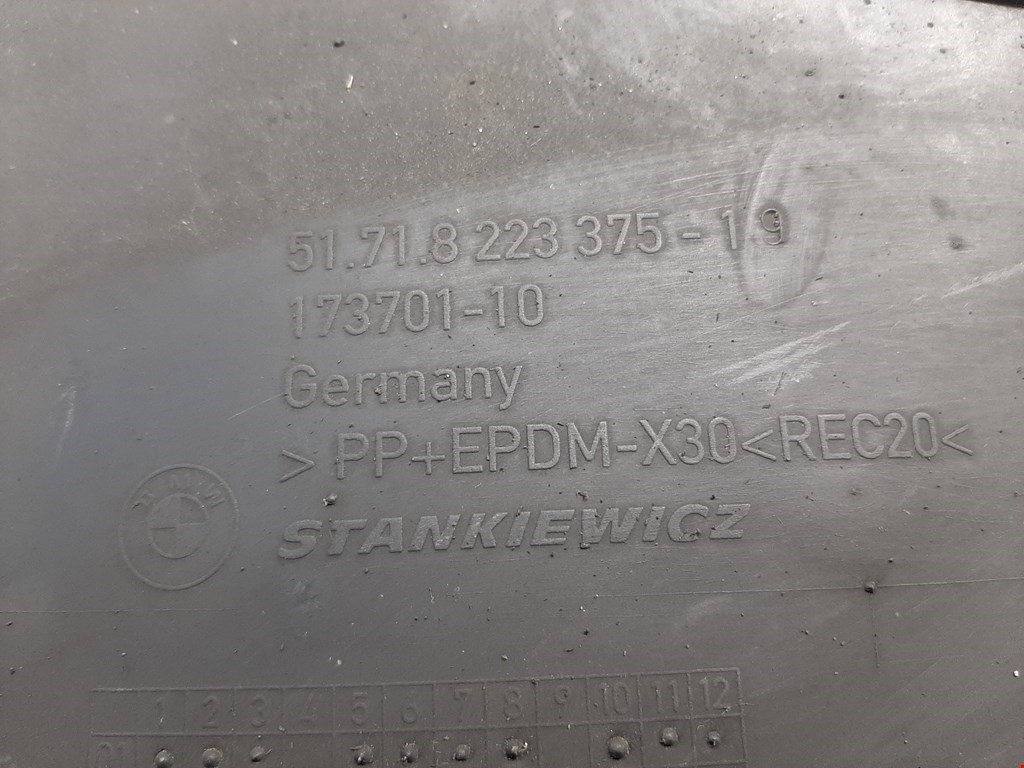 51.71.8 223 375-19
173701-10
Germany
>PP+EPDM-X30<REC20<
BMW
STANKIEWICZ
1 2 3 4 5 6 7 8 9 10 11 12
01